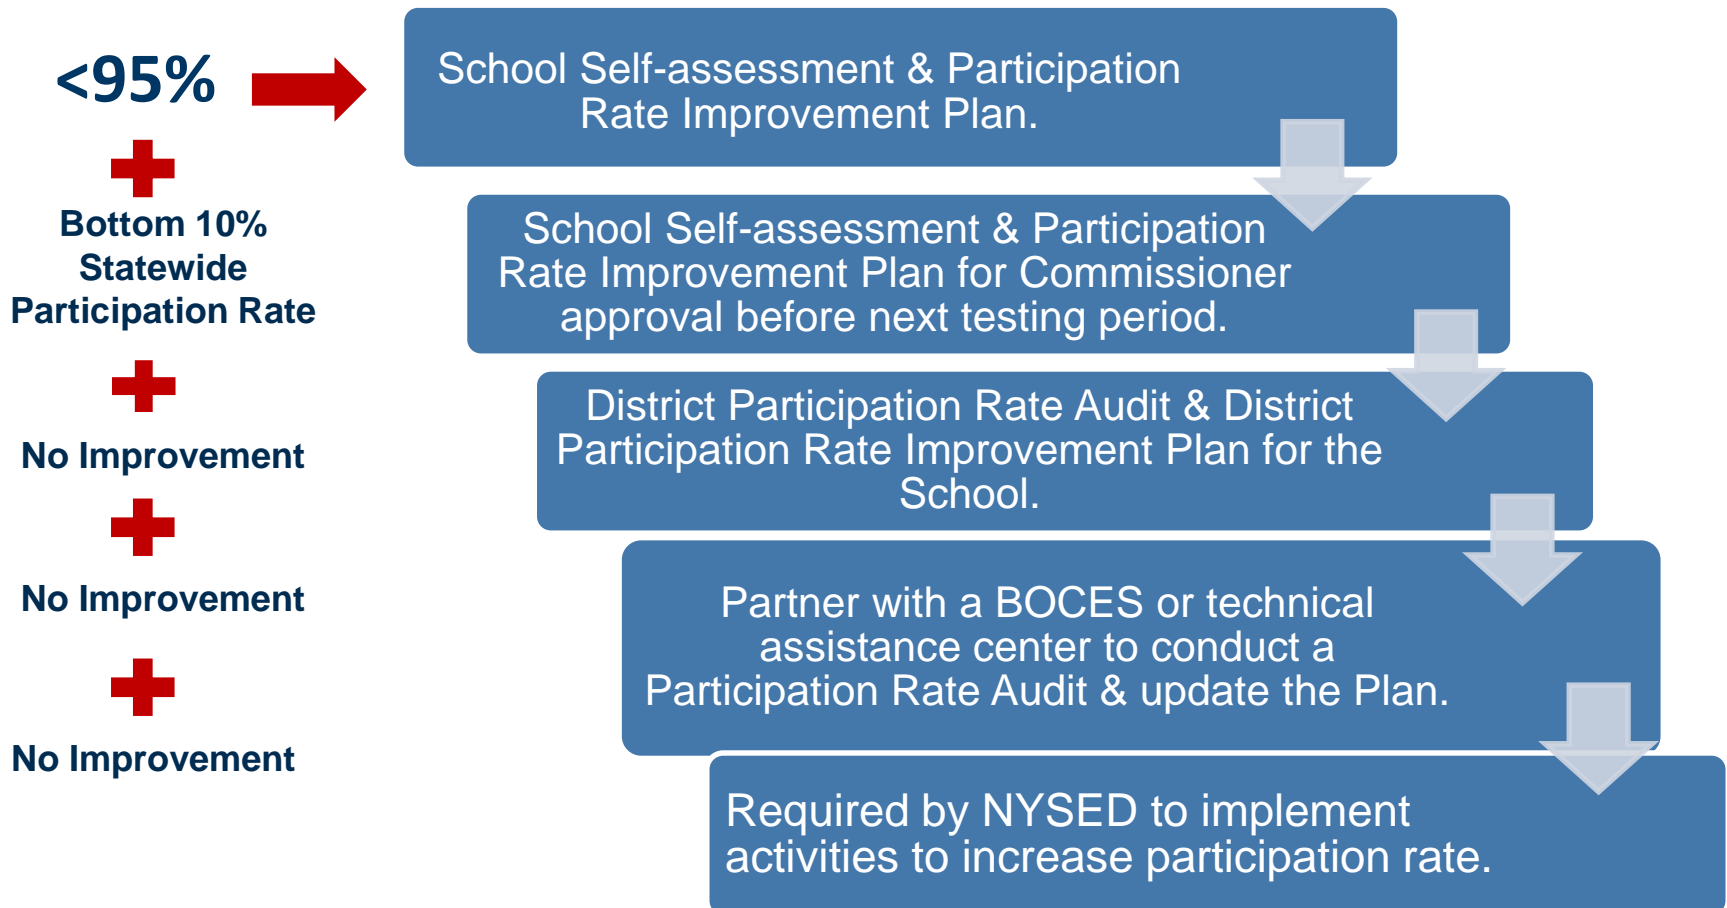 <95%
School Self-assessment & Participation
Rate Improvement Plan.
Bottom 10%
Statewide
Participation Rate
School Self-assessment & Participation
Rate Improvement Plan for Commissioner
approval before next testing period.
No Improvement
District Participation Rate Audit & District
Participation Rate Improvement Plan for the
School.
No Improvement
Partner with a BOCES or technical
assistance center to conduct a
Participation Rate Audit & update the Plan.
No Improvement
Required by NYSED to implement
activities to increase participation rate.